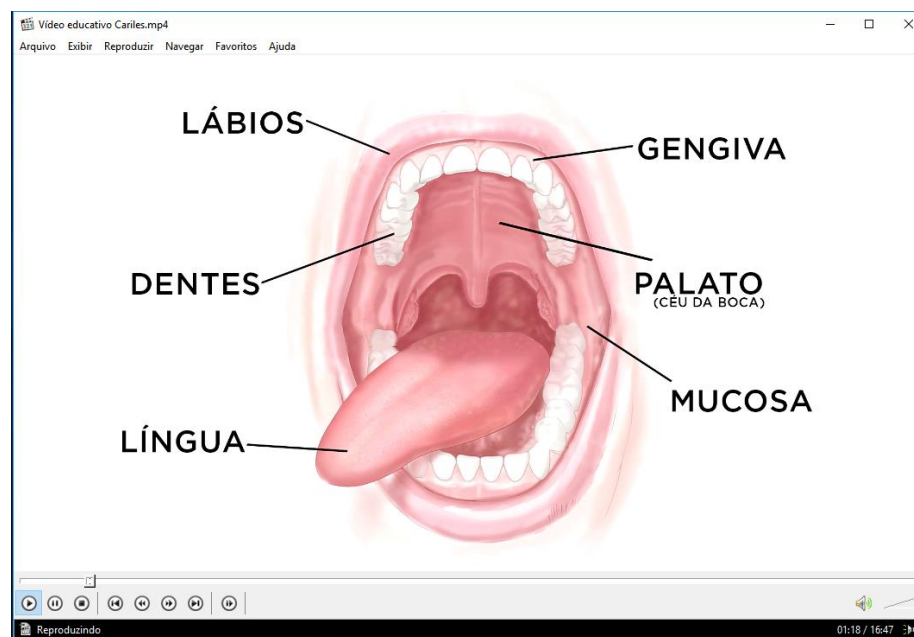 Vídeo educativo Cariles.mp4
Arquivo Exibir Reproduzir Navegar Favoritos Ajuda
LÁBIOS
GENGIVA
DENTES
PALATO
(CÉU DA BOCA)
MUCOSA
LÍNGUA
Reproduzindo
01:18 / 16:47